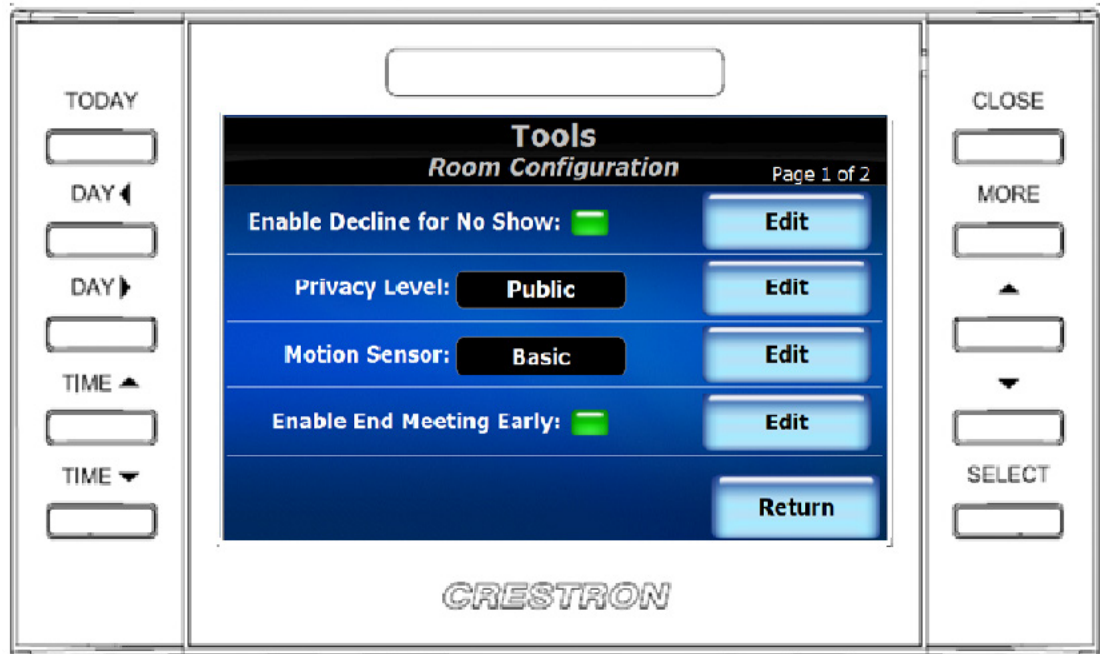 TODAY
DAY
DAY
TIME
TIME
Tools
Room Configuration
Page 1 of 2
Enable Decline for No Show:
Edit
Privacy Level:
Public
Edit
Motion Sensor:
Basic
Edit
Enable End Meeting Early:
Edit
Return
CRESTRON
CLOSE
MORE
SELECT